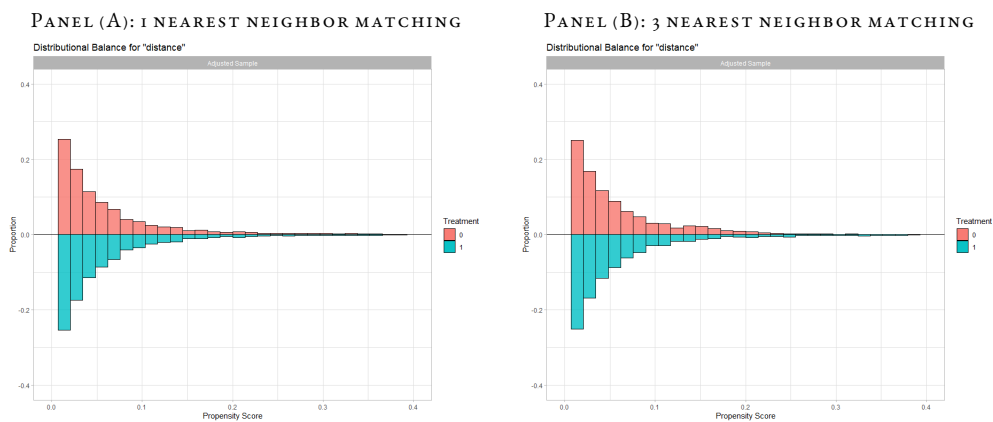 Panel (A): 1 nearest neighbor matching
Distributional Balance for "distance"
Adjusted Sample
0.4
0.2
0.0
-0.2
-0.4
Proportion
0.0 0.1 0.2 0.3 0.4
Propensity Score
Treatment
0
1
Panel (B): 3 nearest neighbor matching
Distributional Balance for "distance"
Adjusted Sample
0.4
0.2
0.0
-0.2
-0.4
Proportion
0.0 0.1 0.2 0.3 0.4
Propensity Score
Treatment
0
1